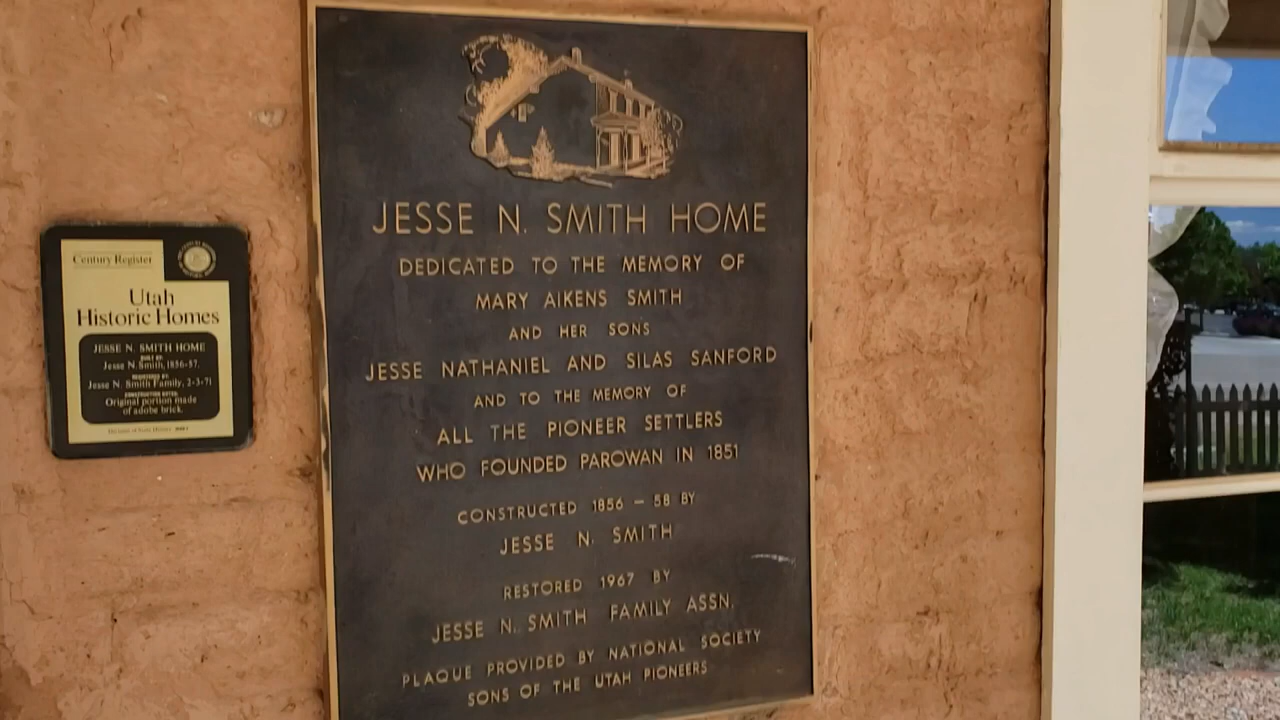 Century Register
Utah
Historic Homes
JESSE N. SMITH HOME
BUILT BY:
Jesse N. Smith, 1856-57.
REGISTERED BY:
Jesse N. Smith Family, 2-3-71
CONSTRUCTION NOTES:
Original portion made
of adobe brick.
JESSE N. SMITH HOME
DEDICATED TO THE MEMORY OF
MARY AIKENS SMITH
AND HER SONS
JESSE NATHANIEL AND SILAS SANFORD
AND TO THE MEMORY OF
ALL THE PIONEER SETTLERS
WHO FOUNDED PAROWAN IN 1851
CONSTRUCTED 1856 - 58 BY
JESSE N. SMITH
RESTORED 1967 BY
JESSE N. SMITH FAMILY ASSN.
PLAQUE PROVIDED BY NATIONAL SOCIETY
SONS OF THE UTAH PIONEERS